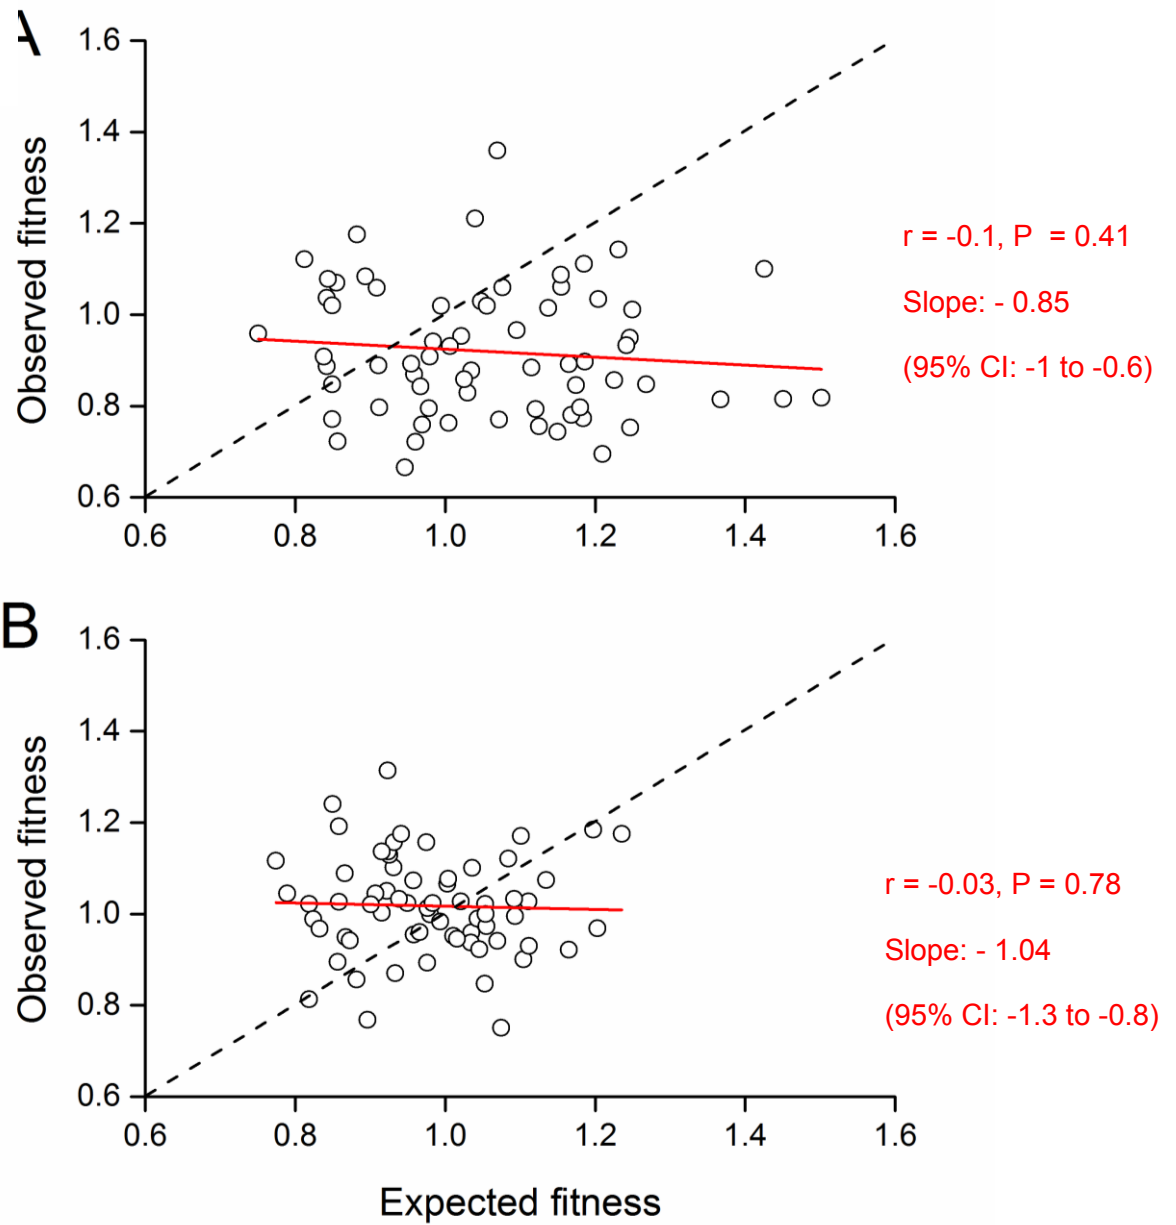 A
1.6
1.4
1.2
1.0
0.8
0.6
Observed fitness
0.6 0.8 1.0 1.2 1.4 1.6
r = -0.1, P = 0.41
Slope: - 0.85
(95% CI: -1 to -0.6)
B
1.6
1.4
1.2
1.0
0.8
0.6
Observed fitness
0.6 0.8 1.0 1.2 1.4 1.6
r = -0.03, P = 0.78
Slope: - 1.04
(95% CI: -1.3 to -0.8)
Expected fitness